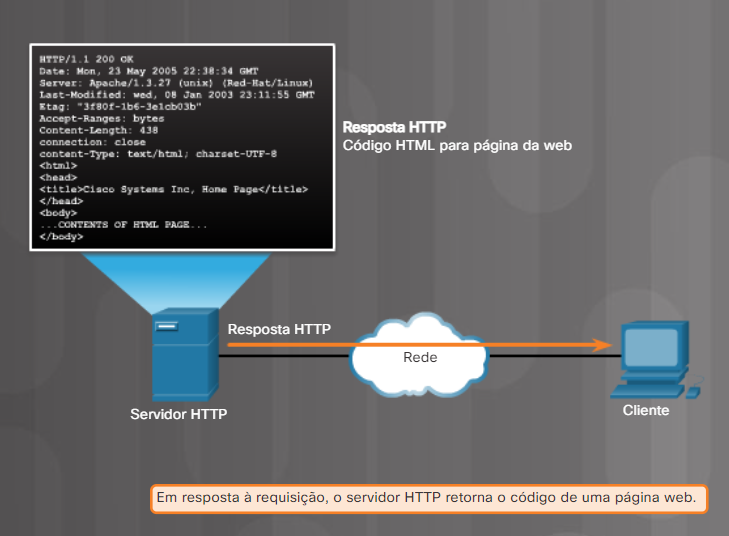 HTTP/1.1 200 OK
Date: Mon, 23 May 2005 22:38:34 GMT
Server: Apache/1.3.27 (unix) (Red-Hat/Linux)
Last-Modified: wed, 08 Jan 2003 23:11:55 GMT
Etag: "3f80f-1b6-3e1cb03b"
Accept-Ranges: bytes
Content-Length: 438
connection: close
content-Type: text/html; charset-UTF-8
<html>
<head>
<title>Cisco Systems Inc, Home Page</title>
</head>
<body>
...CONTENTS OF HTML PAGE...
</body>
Resposta HTTP
Código HTML para página da web
Resposta HTTP
Rede
Servidor HTTP
Cliente
Em resposta à requisição, o servidor HTTP retorna o código de uma página web.